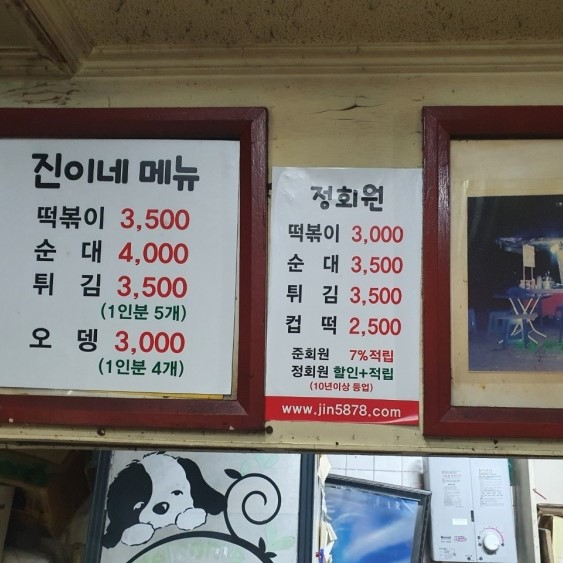 진이네 메뉴
떡볶이 3,500
순 대 4,000
튀 김 3,500
(1인분 5개)
오 뎅 3,000
(1인분 4개)
정회원
떡볶이 3,000
순 대 3,500
튀 김 3,500
컵 떡 2,500
준회원 7%적립
정회원 할인+적립
(10년이상 동업)
www.jin5878.com